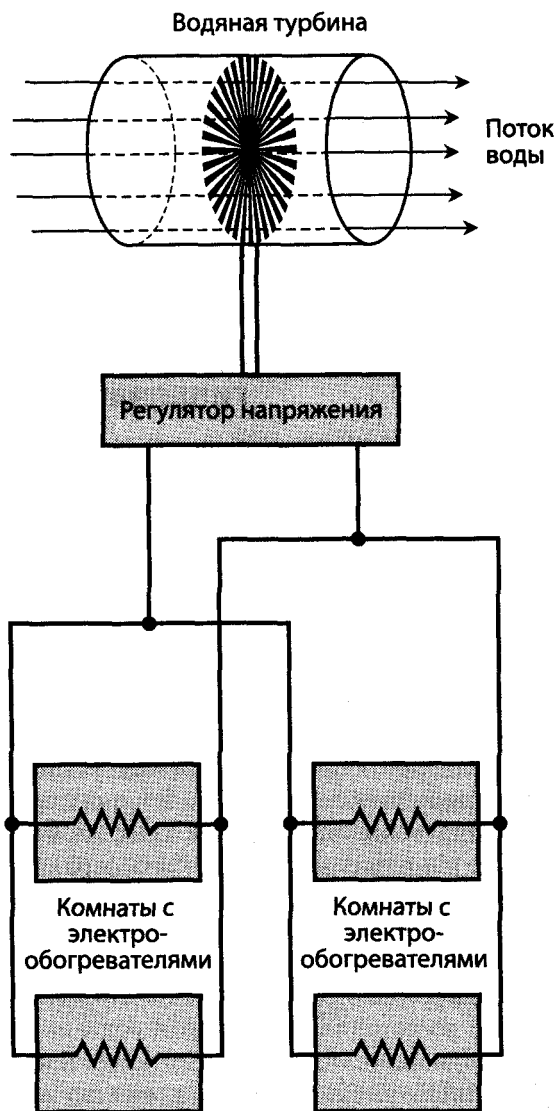 Водяная турбина
Поток
воды
Регулятор напряжения
Комнаты с
электро-
обогревателями
Комнаты с
электро-
обогревателями